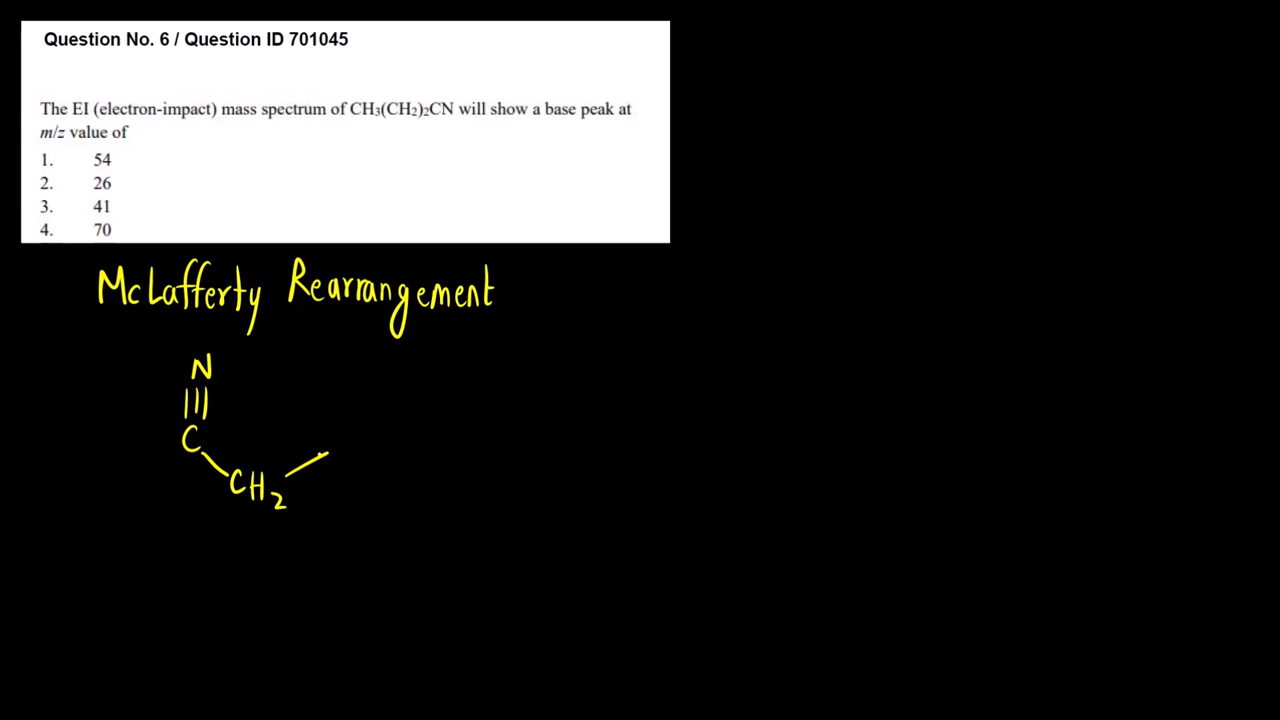 Question No. 6 / Question ID 701045
The EI (electron-impact) mass spectrum of CH₃(CH₂)₂CN will show a base peak at
m/z value of
1. 54
2. 26
3. 41
4. 70
McLafferty Rearrangement
N
C
CH₂